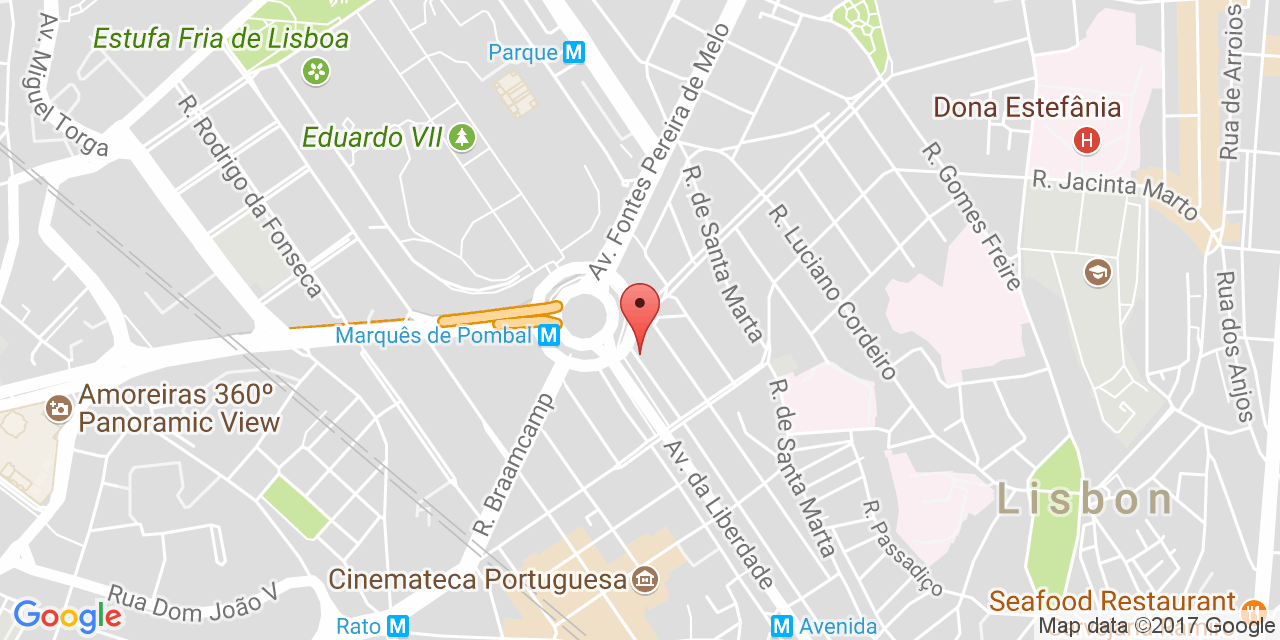 Estufa Fria de Lisboa
Parque M
Av. Miguel Torga
R. Rodrigo da Fonseca
Eduardo VII
Av. Fontes Pereira de Melo
Dona Estefânia
H
Rua de Arroios
R. Jacinta Marto
R. Gomes Freire
R. de Santa Marta
R. Luciano Cordeiro
Rua dos Anjos
Marquês de Pombal M
Amoreiras 360º
Panoramic View
R. Braamcamp
Av. da Liberdade
R. de Santa Marta
R. Passadiço
Lisbon
Cinemateca Portuguesa
Rua Dom João V
Seafood Restaurant
Google
Rato M
M Avenida
Map data ©2017 Google